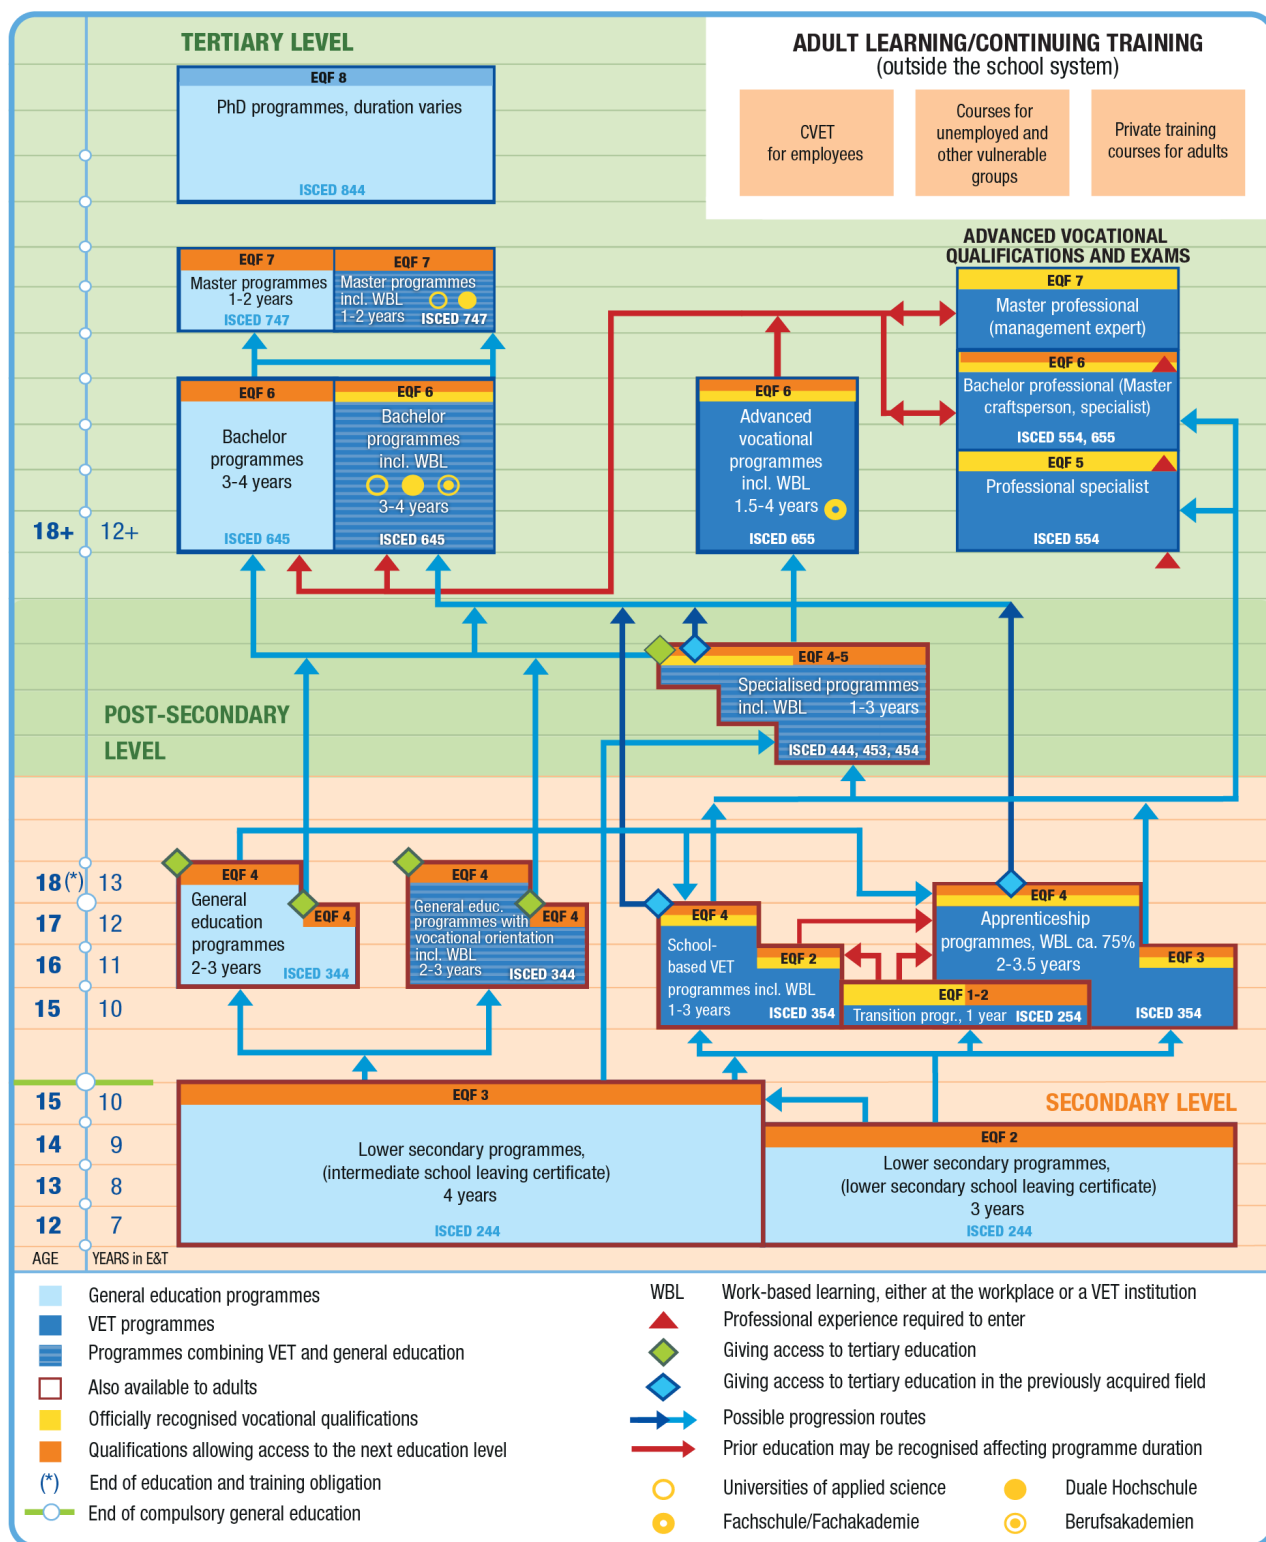 TERTIARY LEVEL
EQF 8
PhD programmes, duration varies
ISCED 844
ADULT LEARNING/CONTINUING TRAINING
(outside the school system)
CVET
for employees
Courses for
unemployed and
other vulnerable
groups
Private training
courses for adults
EQF 7
Master programmes
1-2 years
ISCED 747
EQF 7
Master programmes
incl. WBL
1-2 years ISCED 747
ADVANCED VOCATIONAL
QUALIFICATIONS AND EXAMS
EQF 7
Master professional
(management expert)
EQF 6
Bachelor professional (Master
craftsperson, specialist)
ISCED 554, 655
EQF 5
Professional specialist
ISCED 554
EQF 6
Bachelor
programmes
3-4 years
ISCED 645
EQF 6
Bachelor
programmes
incl. WBL
3-4 years
ISCED 645
EQF 6
Advanced
vocational
programmes
incl. WBL
1.5-4 years
ISCED 655
18+ 12+
EQF 4-5
Specialised programmes
incl. WBL 1-3 years
ISCED 444, 453, 454
POST-SECONDARY
LEVEL
18 (*) 13
17 12
16 11
15 10
EQF 4
General
education
programmes
2-3 years
EQF 4
ISCED 344
EQF 4
General educ.
programmes with
vocational orientation
incl. WBL
2-3 years
EQF 4
ISCED 344
EQF 4
School-
based VET
programmes incl. WBL
1-3 years
EQF 2
ISCED 354
EQF 4
Apprenticeship
programmes, WBL ca. 75%
2-3.5 years
EQF 3
ISCED 354
EQF 1-2
Transition progr., 1 year ISCED 254
SECONDARY LEVEL
15 10
14 9
13 8
12 7
AGE YEARS in E&T
EQF 3
Lower secondary programmes,
(intermediate school leaving certificate)
4 years
ISCED 244
EQF 2
Lower secondary programmes,
(lower secondary school leaving certificate)
3 years
ISCED 244
General education programmes
VET programmes
Programmes combining VET and general education
Also available to adults
Officially recognised vocational qualifications
Qualifications allowing access to the next education level
(*) End of education and training obligation
End of compulsory general education
WBL Work-based learning, either at the workplace or a VET institution
Professional experience required to enter
Giving access to tertiary education
Giving access to tertiary education in the previously acquired field
Possible progression routes
Prior education may be recognised affecting programme duration
Universities of applied science
Duale Hochschule
Fachschule/Fachakademie
Berufsakademien